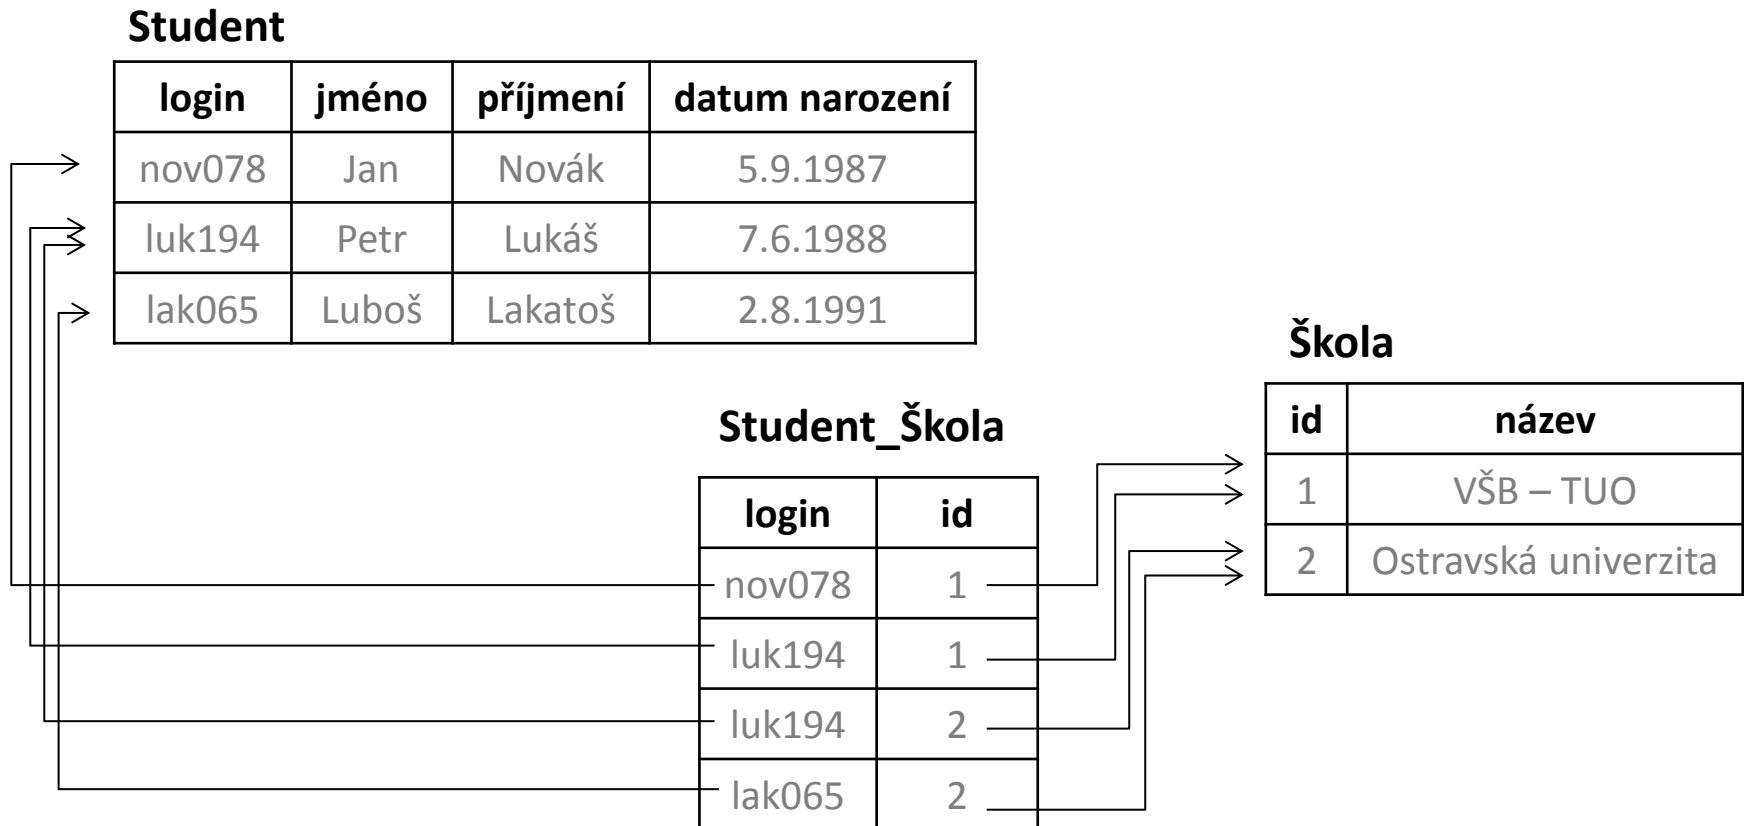 Student
login jméno příjmení datum narození
nov078 Jan Novák 5.9.1987
luk194 Petr Lukáš 7.6.1988
lak065 Luboš Lakatoš 2.8.1991
Škola
id název
1 VŠB – TUO
2 Ostravská univerzita
Student_Škola
login id
nov078 1
luk194 1
luk194 2
lak065 2